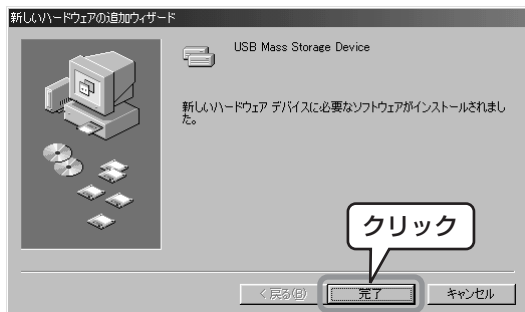 新しいハードウェアの追加ウィザード
USB Mass Storage Device
新しいハードウェア デバイスに必要なソフトウェアがインストールされまし
た。
クリック
< 戻る(B)
完了
キャンセル